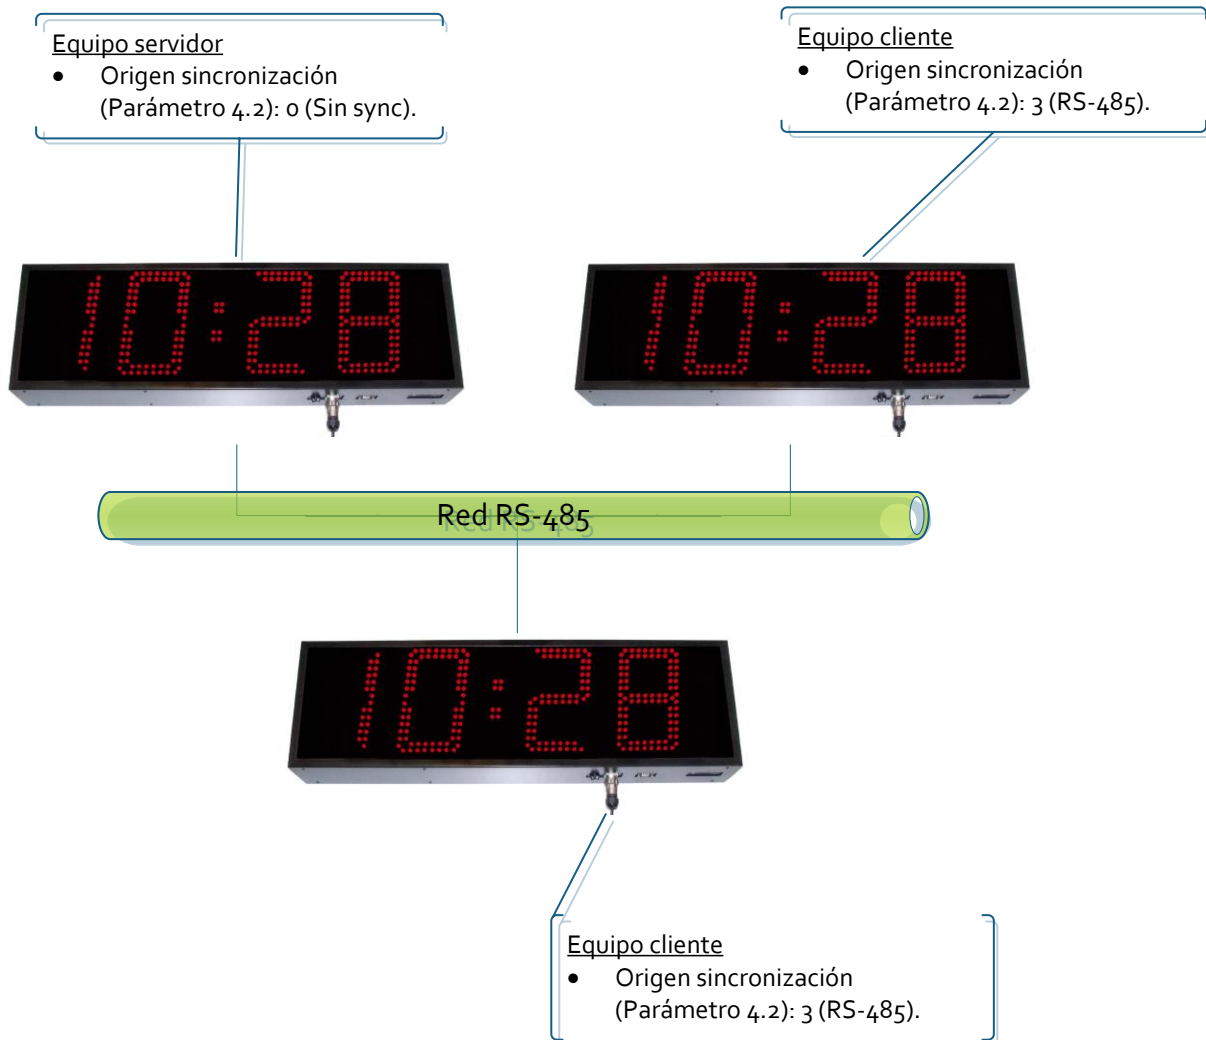 Equipo servidor
• Origen sincronización
(Parámetro 4.2): 0 (Sin sync).
Equipo cliente
• Origen sincronización
(Parámetro 4.2): 3 (RS-485).
10:28
10:28
Red RS-485
10:28
Equipo cliente
• Origen sincronización
(Parámetro 4.2): 3 (RS-485).